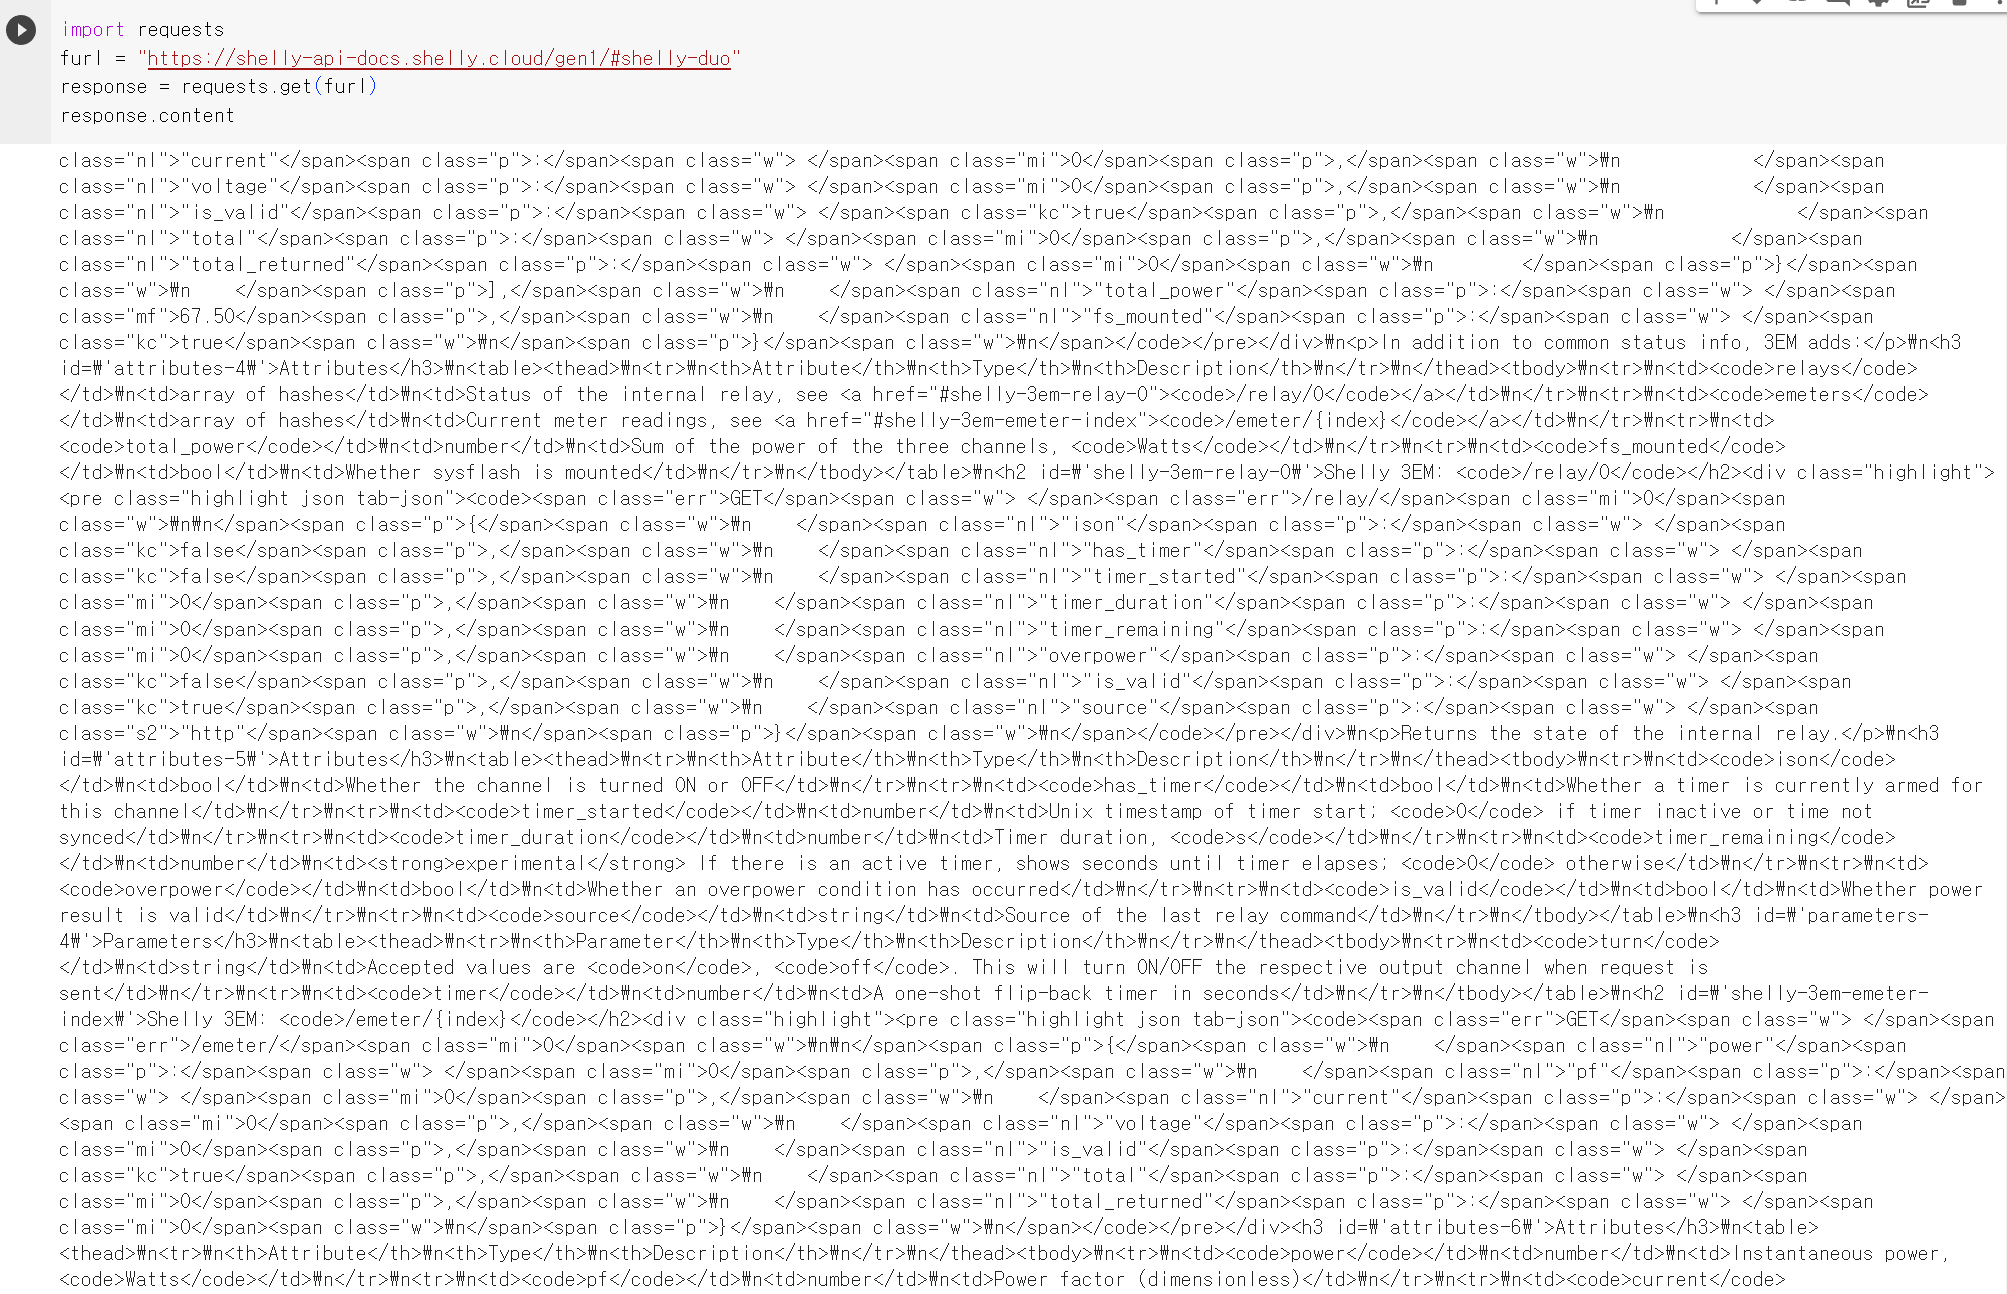 import requests
furl = "https://shelly-api-docs.shelly.cloud/gen1/#shelly-duo"
response = requests.get(furl)
response.content
class="nl">"current"</span><span class="p">:</span><span class="w"> </span><span class="mi">0</span><span class="p">,</span><span class="w">₩n            </span><span
class="nl">"voltage"</span><span class="p">:</span><span class="w"> </span><span class="mi">0</span><span class="p">,</span><span class="w">₩n            </span><span
class="nl">"is_valid"</span><span class="p">:</span><span class="w"> </span><span class="kc">true</span><span class="p">,</span><span class="w">₩n            </span><span
class="nl">"total"</span><span class="p">:</span><span class="w"> </span><span class="mi">0</span><span class="p">,</span><span class="w">₩n            </span><span
class="nl">"total_returned"</span><span class="p">:</span><span class="w"> </span><span class="mi">0</span><span class="w">₩n        </span><span class="p">}</span><span
class="w">₩n    </span><span class="p">],</span><span class="w">₩n    </span><span class="nl">"total_power"</span><span class="p">:</span><span class="w"> </span><span
class="mf">67.50</span><span class="p">,</span><span class="w">₩n    </span><span class="nl">"fs_mounted"</span><span class="p">:</span><span class="w"> </span><span
class="kc">true</span><span class="w">₩n</span><span class="p">}</span><span class="w">₩n</span></code></pre></div>₩n<p>In addition to common status info, 3EM adds:</p>₩n<h3
id=₩'attributes-4₩'>Attributes</h3>₩n<table><thead>₩n<tr>₩n<th>Attribute</th>₩n<th>Type</th>₩n<th>Description</th>₩n</tr>₩n</thead><tbody>₩n<tr>₩n<td><code>relays</code>
</td>₩n<td>array of hashes</td>₩n<td>Status of the internal relay, see <a href="#shelly-3em-relay-0"><code>/relay/0</code></a></td>₩n</tr>₩n<tr>₩n<td><code>emeters</code>
</td>₩n<td>array of hashes</td>₩n<td>Current meter readings, see <a href="#shelly-3em-emeter-index"><code>/emeter/{index}</code></a></td>₩n</tr>₩n<tr>₩n<td>
<code>total_power</code></td>₩n<td>number</td>₩n<td>Sum of the power of the three channels, <code>Watts</code></td>₩n</tr>₩n<tr>₩n<td><code>fs_mounted</code>
</td>₩n<td>bool</td>₩n<td>Whether sysflash is mounted</td>₩n</tr>₩n</tbody></table>₩n<h2 id=₩'shelly-3em-relay-0₩'>Shelly 3EM: <code>/relay/0</code></h2><div class="highlight">
<pre class="highlight json tab-json"><code><span class="err">GET</span><span class="w"> </span><span class="err">/relay/</span><span class="mi">0</span><span
class="w">₩n₩n</span><span class="p">{</span><span class="w">₩n    </span><span class="nl">"ison"</span><span class="p">:</span><span class="w"> </span><span
class="kc">false</span><span class="p">,</span><span class="w">₩n    </span><span class="nl">"has_timer"</span><span class="p">:</span><span class="w"> </span><span
class="kc">false</span><span class="p">,</span><span class="w">₩n    </span><span class="nl">"timer_started"</span><span class="p">:</span><span class="w"> </span><span
class="mi">0</span><span class="p">,</span><span class="w">₩n    </span><span class="nl">"timer_duration"</span><span class="p">:</span><span class="w"> </span><span
class="mi">0</span><span class="p">,</span><span class="w">₩n    </span><span class="nl">"timer_remaining"</span><span class="p">:</span><span class="w"> </span><span
class="mi">0</span><span class="p">,</span><span class="w">₩n    </span><span class="nl">"overpower"</span><span class="p">:</span><span class="w"> </span><span
class="kc">false</span><span class="p">,</span><span class="w">₩n    </span><span class="nl">"is_valid"</span><span class="p">:</span><span class="w"> </span><span
class="kc">true</span><span class="p">,</span><span class="w">₩n    </span><span class="nl">"source"</span><span class="p">:</span><span class="w"> </span><span
class="s2">"http"</span><span class="w">₩n</span><span class="p">}</span><span class="w">₩n</span></code></pre></div>₩n<p>Returns the state of the internal relay.</p>₩n<h3
id=₩'attributes-5₩'>Attributes</h3>₩n<table><thead>₩n<tr>₩n<th>Attribute</th>₩n<th>Type</th>₩n<th>Description</th>₩n</tr>₩n</thead><tbody>₩n<tr>₩n<td><code>ison</code>
</td>₩n<td>bool</td>₩n<td>Whether the channel is turned ON or OFF</td>₩n</tr>₩n<tr>₩n<td><code>has_timer</code></td>₩n<td>bool</td>₩n<td>Whether a timer is currently armed for
this channel</td>₩n</tr>₩n<tr>₩n<td><code>timer_started</code></td>₩n<td>number</td>₩n<td>Unix timestamp of timer start; <code>0</code> if timer inactive or time not
synced</td>₩n</tr>₩n<tr>₩n<td><code>timer_duration</code></td>₩n<td>number</td>₩n<td>Timer duration, <code>s</code></td>₩n</tr>₩n<tr>₩n<td><code>timer_remaining</code>
</td>₩n<td>number</td>₩n<td><strong>experimental</strong> If there is an active timer, shows seconds until timer elapses; <code>0</code> otherwise</td>₩n</tr>₩n<tr>₩n<td>
<code>overpower</code></td>₩n<td>bool</td>₩n<td>Whether an overpower condition has occurred</td>₩n</tr>₩n<tr>₩n<td><code>is_valid</code></td>₩n<td>bool</td>₩n<td>Whether power
result is valid</td>₩n</tr>₩n<tr>₩n<td><code>source</code></td>₩n<td>string</td>₩n<td>Source of the last relay command</td>₩n</tr>₩n</tbody></table>₩n<h3 id=₩'parameters-
4₩'>Parameters</h3>₩n<table><thead>₩n<tr>₩n<th>Parameter</th>₩n<th>Type</th>₩n<th>Description</th>₩n</tr>₩n</thead><tbody>₩n<tr>₩n<td><code>turn</code>
</td>₩n<td>string</td>₩n<td>Accepted values are <code>on</code>, <code>off</code>. This will turn ON/OFF the respective output channel when request is
sent</td>₩n</tr>₩n<tr>₩n<td><code>timer</code></td>₩n<td>number</td>₩n<td>A one-shot flip-back timer in seconds</td>₩n</tr>₩n</tbody></table>₩n<h2 id=₩'shelly-3em-emeter-
index₩'>Shelly 3EM: <code>/emeter/{index}</code></h2><div class="highlight"><pre class="highlight json tab-json"><code><span class="err">GET</span><span class="w"> </span><span
class="err">/emeter/</span><span class="mi">0</span><span class="w">₩n₩n</span><span class="p">{</span><span class="w">₩n    </span><span class="nl">"power"</span><span
class="p">:</span><span class="w"> </span><span class="mi">0</span><span class="p">,</span><span class="w">₩n    </span><span class="nl">"pf"</span><span class="p">:</span><span
class="w"> </span><span class="mi">0</span><span class="p">,</span><span class="w">₩n    </span><span class="nl">"current"</span><span class="p">:</span><span class="w"> </span>
<span class="mi">0</span><span class="p">,</span><span class="w">₩n    </span><span class="nl">"voltage"</span><span class="p">:</span><span class="w"> </span><span
class="mi">0</span><span class="p">,</span><span class="w">₩n    </span><span class="nl">"is_valid"</span><span class="p">:</span><span class="w"> </span><span
class="kc">true</span><span class="p">,</span><span class="w">₩n    </span><span class="nl">"total"</span><span class="p">:</span><span class="w"> </span><span
class="mi">0</span><span class="p">,</span><span class="w">₩n    </span><span class="nl">"total_returned"</span><span class="p">:</span><span class="w"> </span><span
class="mi">0</span><span class="w">₩n</span><span class="p">}</span><span class="w">₩n</span></code></pre></div><h3 id=₩'attributes-6₩'>Attributes</h3>₩n<table>
<thead>₩n<tr>₩n<th>Attribute</th>₩n<th>Type</th>₩n<th>Description</th>₩n</tr>₩n</thead><tbody>₩n<tr>₩n<td><code>power</code></td>₩n<td>number</td>₩n<td>Instantaneous power,
<code>Watts</code></td>₩n</tr>₩n<tr>₩n<td><code>pf</code></td>₩n<td>number</td>₩n<td>Power factor (dimensionless)</td>₩n</tr>₩n<tr>₩n<td><code>current</code>